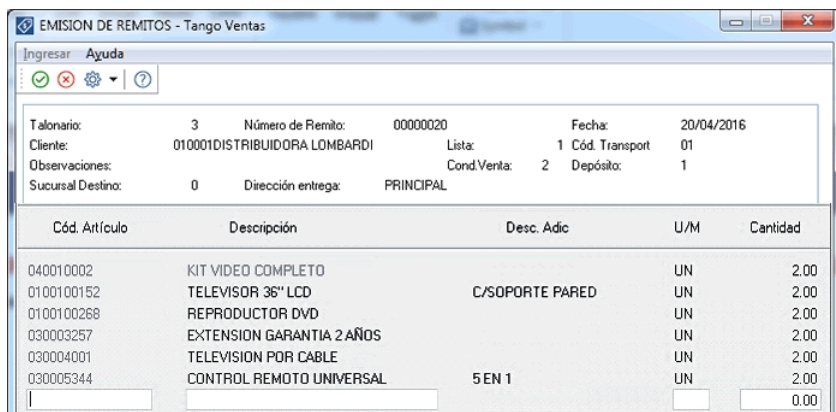 EMISION DE REMITOS - Tango Ventas
Ingresar Ayuda
Talonario: 3 Número de Remito: 00000020 Fecha: 20/04/2016
Cliente: 010001DISTRIBUIDORA LOMBARDI Lista: 1 Cód. Transport 01
Observaciones: Cond.Venta: 2 Depósito: 1
Sucursal Destino: 0 Dirección entrega: PRINCIPAL
Cód. Artículo Descripción Desc. Adic U/M Cantidad
040010002 KIT VIDEO COMPLETO UN 2.00
0100100152 TELEVISOR 36" LCD C/SOPORTE PARED UN 2.00
0100100268 REPRODUCTOR DVD UN 2.00
030003257 EXTENSION GARANTIA 2 AÑOS UN 2.00
030004001 TELEVISION POR CABLE UN 2.00
030005344 CONTROL REMOTO UNIVERSAL 5 EN 1 UN 2.00
0.00